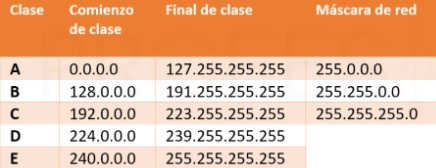 Clase Comienzo de clase Final de clase Máscara de red
A 0.0.0.0 127.255.255.255 255.0.0.0
B 128.0.0.0 191.255.255.255 255.255.0.0
C 192.0.0.0 223.255.255.255 255.255.255.0
D 224.0.0.0 239.255.255.255
E 240.0.0.0 255.255.255.255